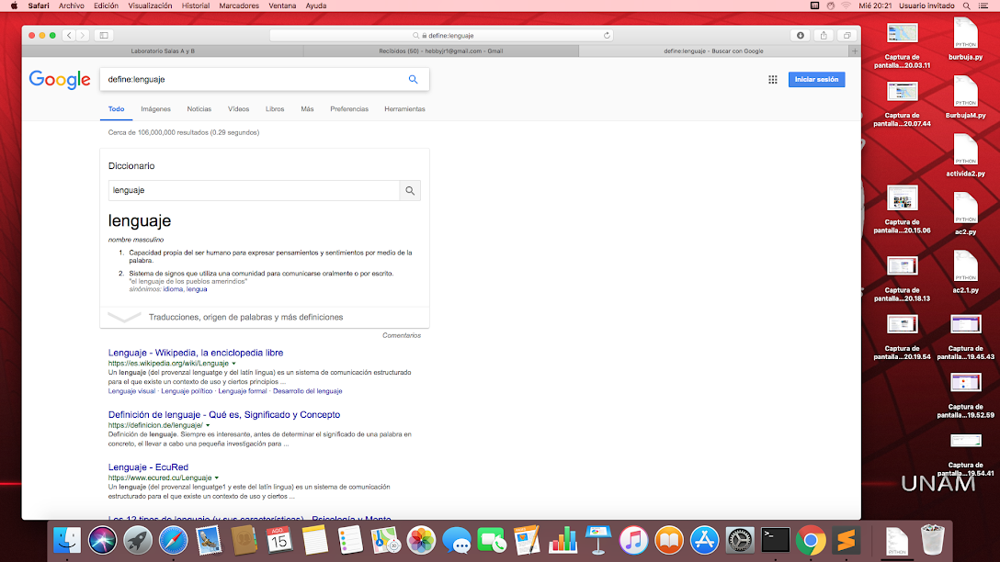 Safari Archivo Edición Visualización Historial Marcadores Ventana Ayuda
Mié 20:21 Usuario invitado
define:lenguaje
Laboratorio Salas A y B
Recibidos (50) - hebbyjr1@gmail.com - Gmail
define:lenguaje - Buscar con Google
Google
define:lenguaje
Iniciar sesión
Todo Imágenes Noticias Vídeos Libros Más Preferencias Herramientas
Cerca de 106,000,000 resultados (0.29 segundos)
Diccionario
lenguaje
lenguaje
nombre masculino
1. Capacidad propia del ser humano para expresar pensamientos y sentimientos por medio de la
palabra.
2. Sistema de signos que utiliza una comunidad para comunicarse oralmente o por escrito.
"el lenguaje de los pueblos amerindios"
sinónimos: idioma, lengua
Traducciones, origen de palabras y más definiciones
Comentarios
Lenguaje - Wikipedia, la enciclopedia libre
https://es.wikipedia.org/wiki/Lenguaje
Un lenguaje (del provenzal lenguatge y del latín lingua) es un sistema de comunicación estructurado
para el que existe un contexto de uso y ciertos principios ...
Lenguaje visual · Lenguaje político · Lenguaje formal · Desarrollo del lenguaje
Definición de lenguaje - Qué es, Significado y Concepto
https://definicion.de/lenguaje/
Definición de lenguaje. Siempre es interesante, antes de determinar el significado de una palabra en
concreto, el llevar a cabo una pequeña investigación para ...
Lenguaje - EcuRed
https://www.ecured.cu/Lenguaje
Un lenguaje (del provenzal lenguatge1 y este del latín lingua) es un sistema de comunicación
estructurado para el que existe un contexto de uso y ciertos ...
Los 12 tipos de lenguaje (y sus características) - Psicología y Mente
Captura de
pantalla...20.03.11
PYTHON
burbuja.py
Captura de
pantalla...20.07.44
PYTHON
BurbujaM.py
PYTHON
activida2.py
Captura de
pantalla...20.15.06
PYTHON
ac2.py
Captura de
pantalla...20.18.13
PYTHON
ac2.1.py
Captura de
pantalla...20.19.54
Captura de
pantalla...19.45.43
Captura de
pantalla...19.52.59
Captura de
pantalla...19.54.41
UNAM
AGO
15
PYTHON